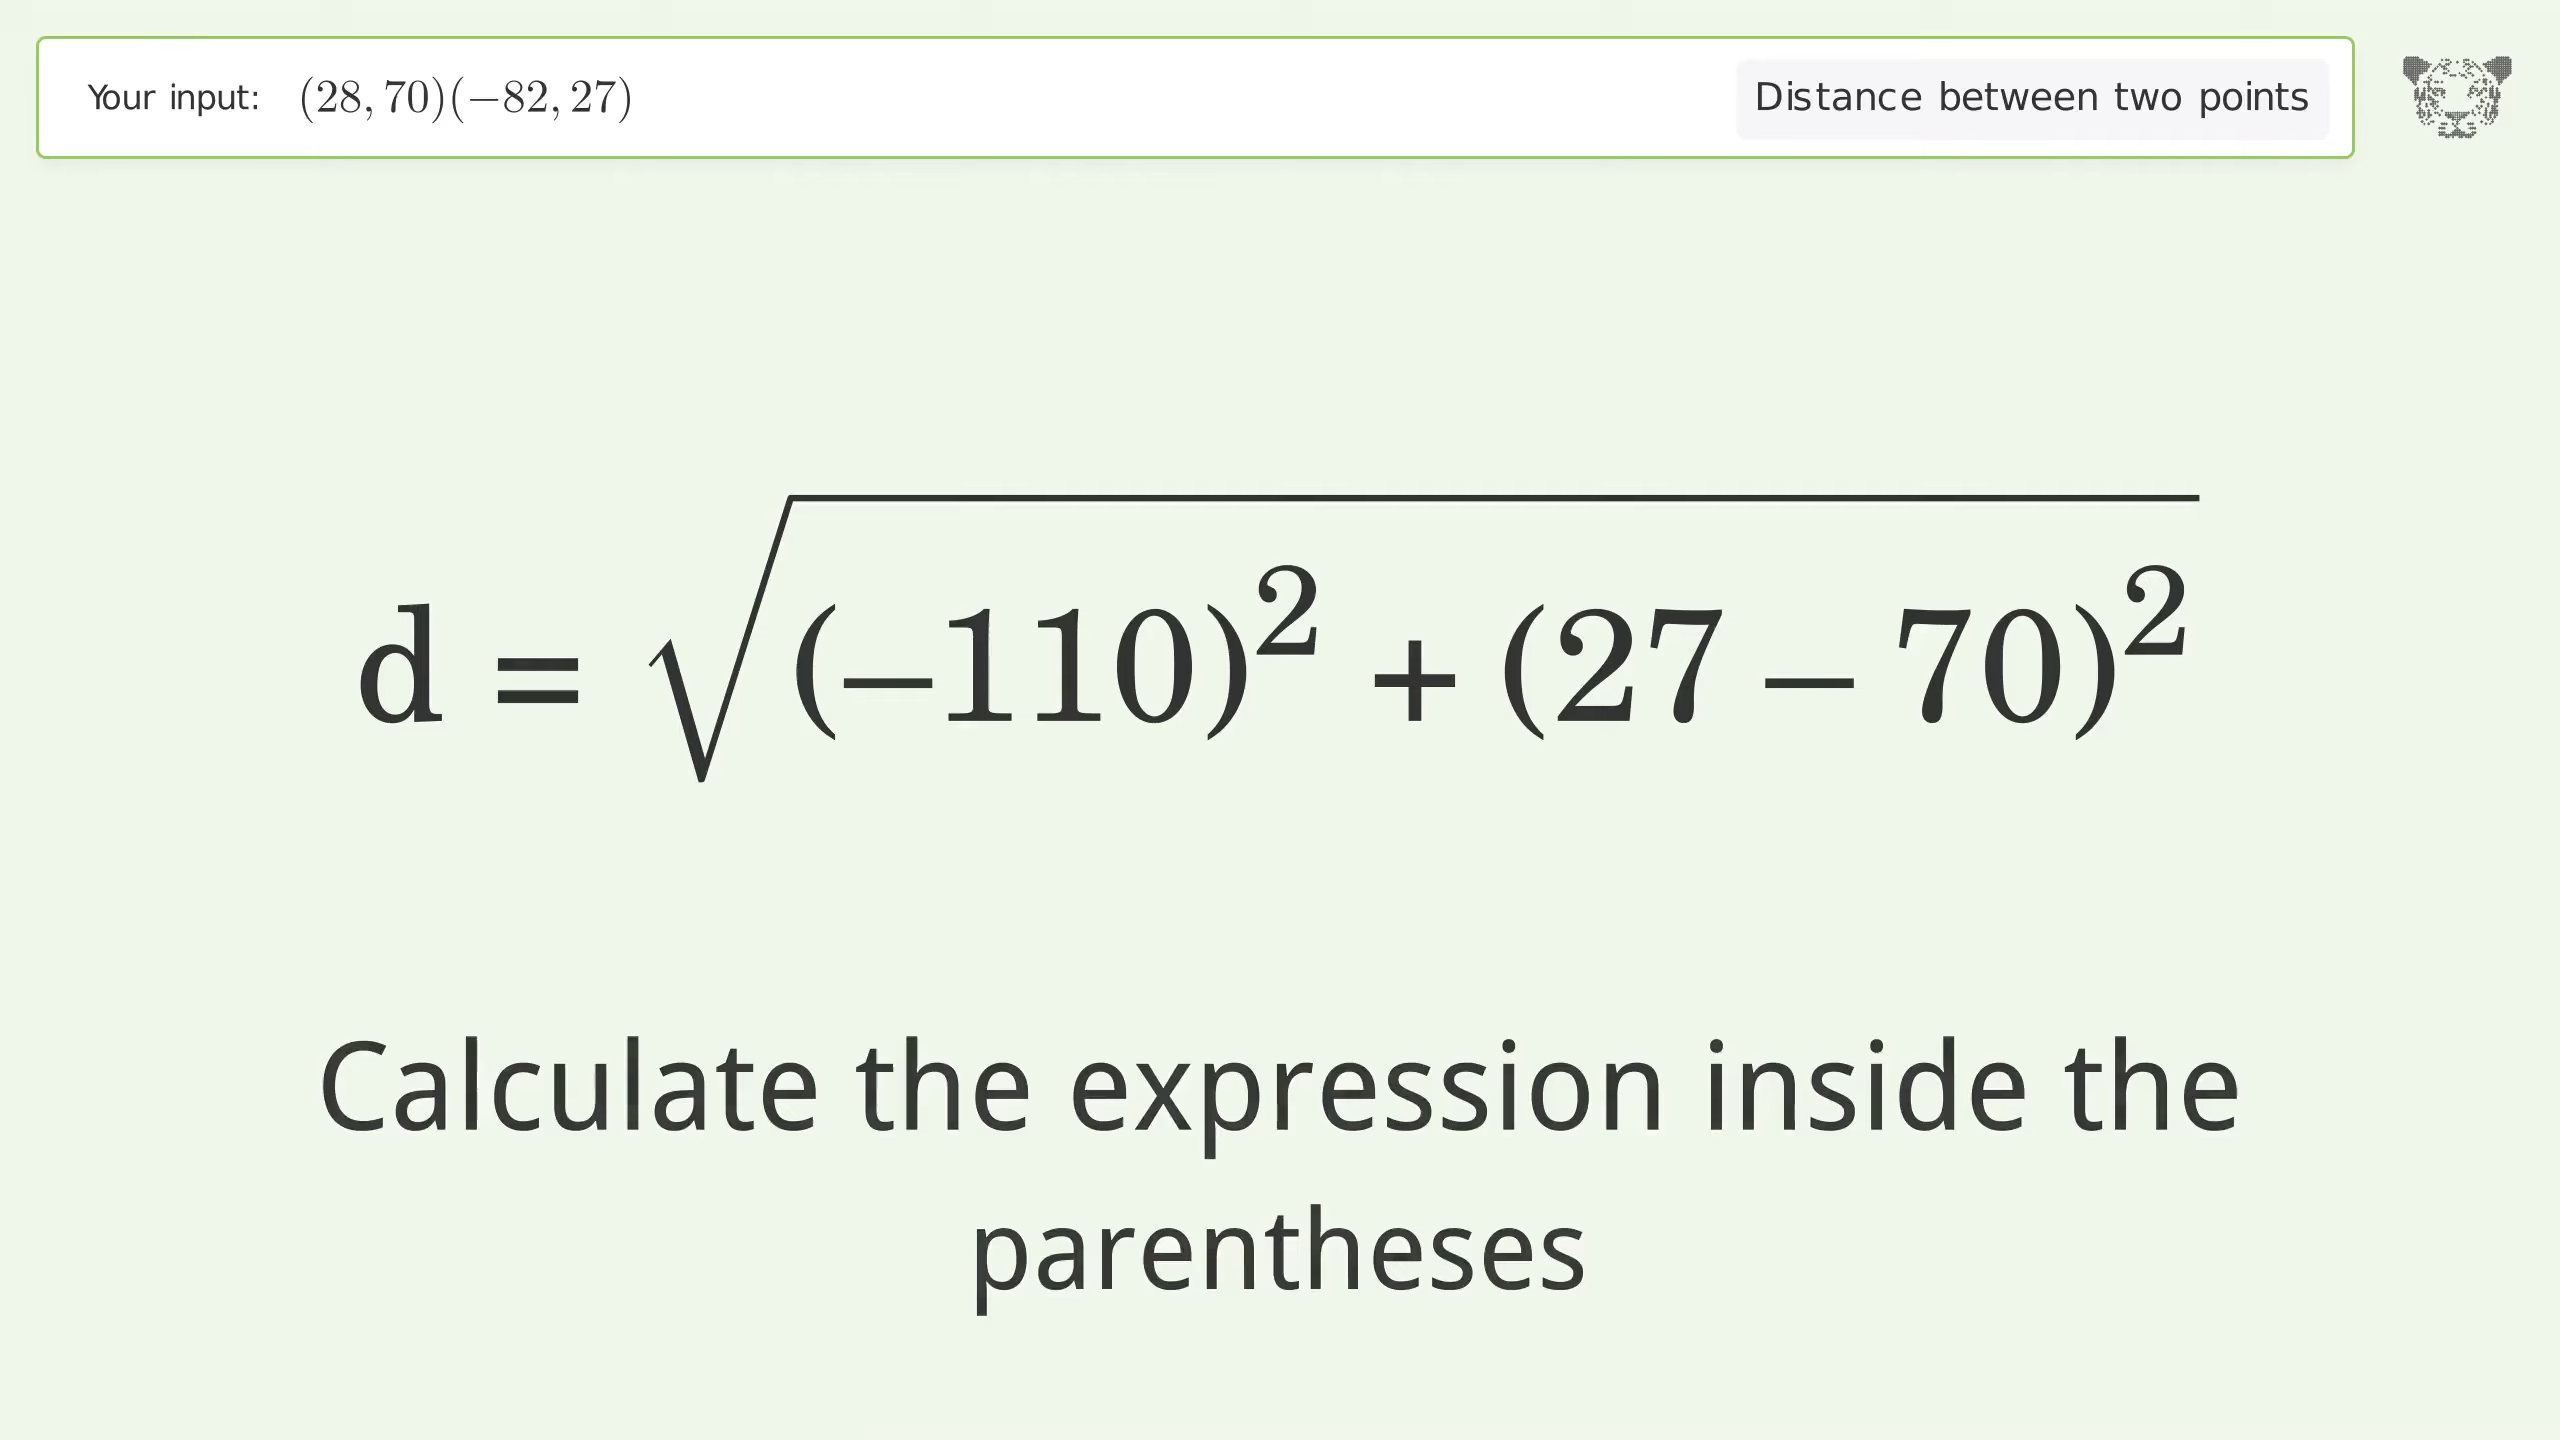 Your input: (28, 70)(−82, 27)
Distance between two points
d = √((−110)² + (27 − 70)²)
Calculate the expression inside the
parentheses